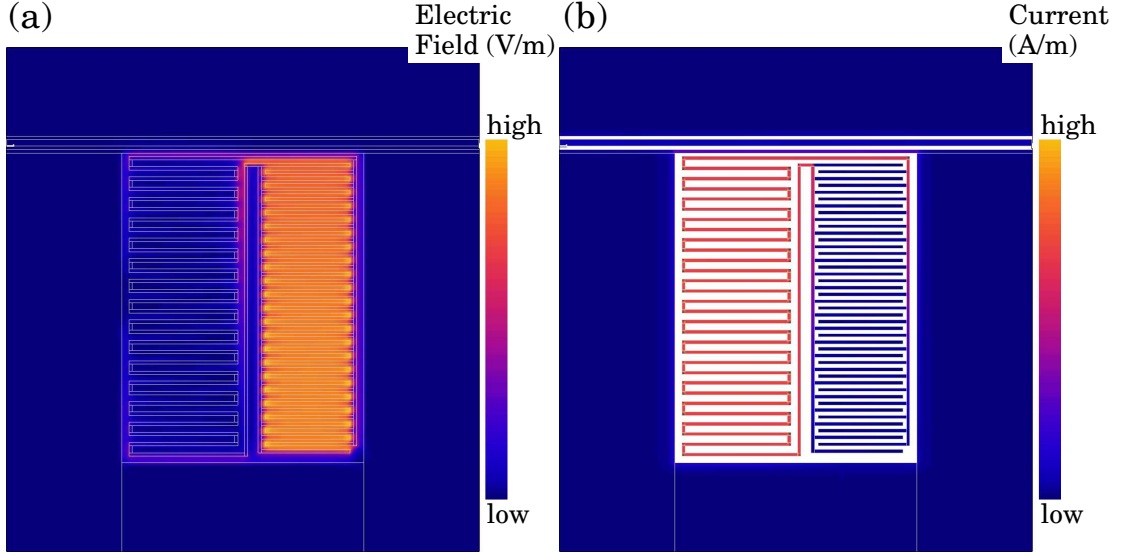 (a)
Electric
Field (V/m)
high
low
(b)
Current
(A/m)
high
low